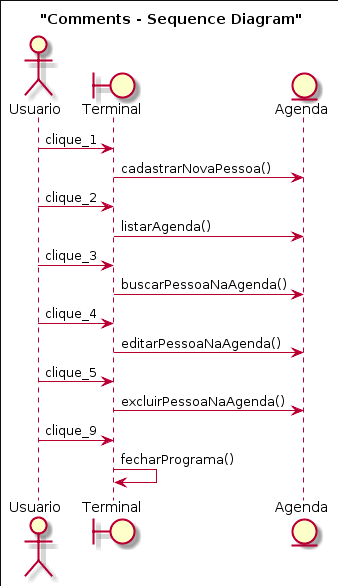 "Comments - Sequence Diagram"
Usuario Terminal Agenda
clique_1
cadastrarNovaPessoa()
clique_2
listarAgenda()
clique_3
buscarPessoaNaAgenda()
clique_4
editarPessoaNaAgenda()
clique_5
excluirPessoaNaAgenda()
clique_9
fecharPrograma()
Usuario Terminal Agenda